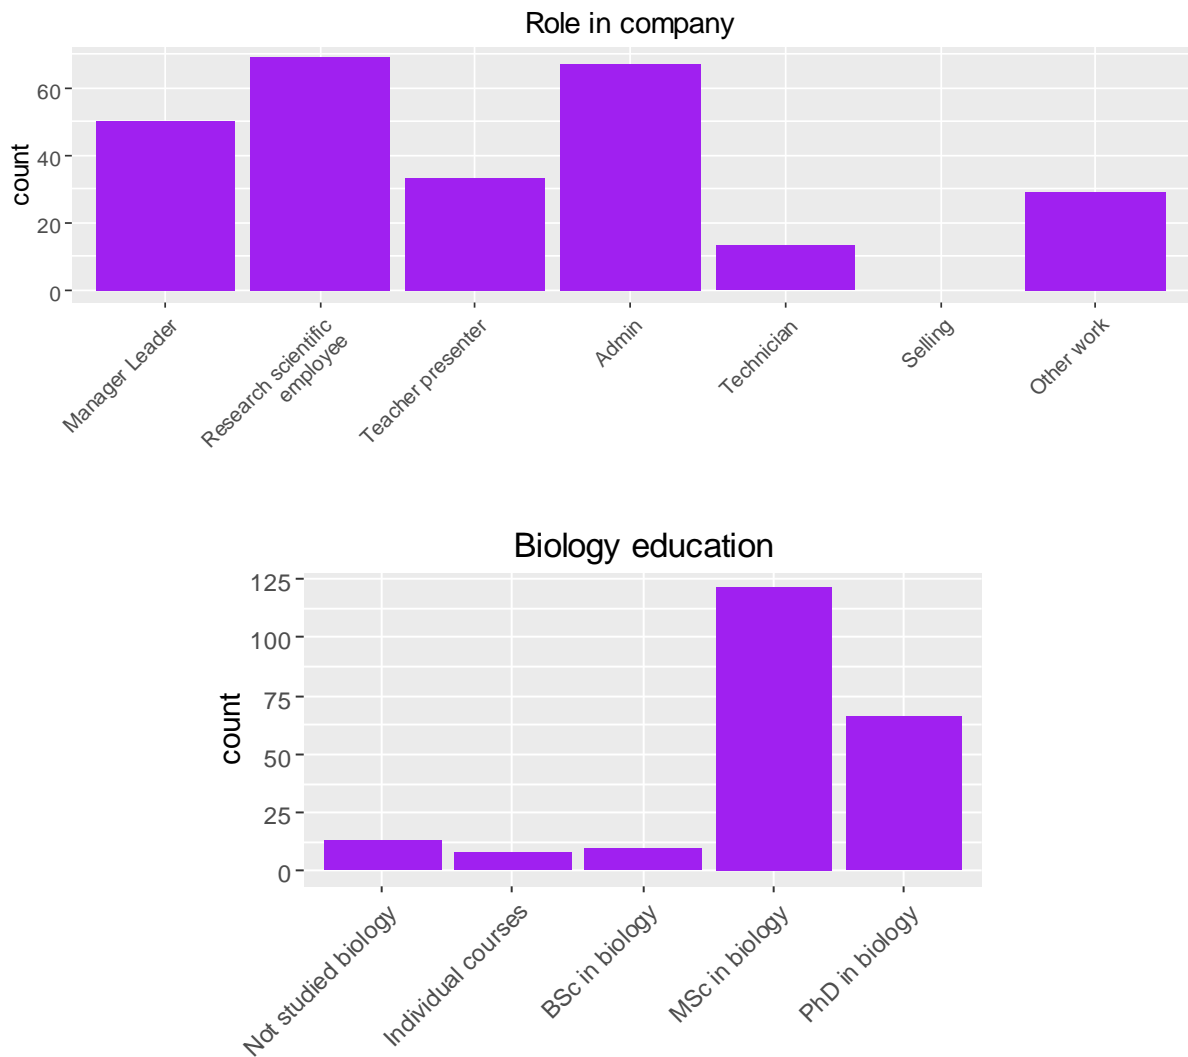 Role in company
count
60
40
20
0
Manager Leader
Research scientific
employee
Teacher presenter
Admin
Technician
Selling
Other work
Biology education
count
125
100
75
50
25
0
Not studied biology
Individual courses
BSc in biology
MSc in biology
PhD in biology